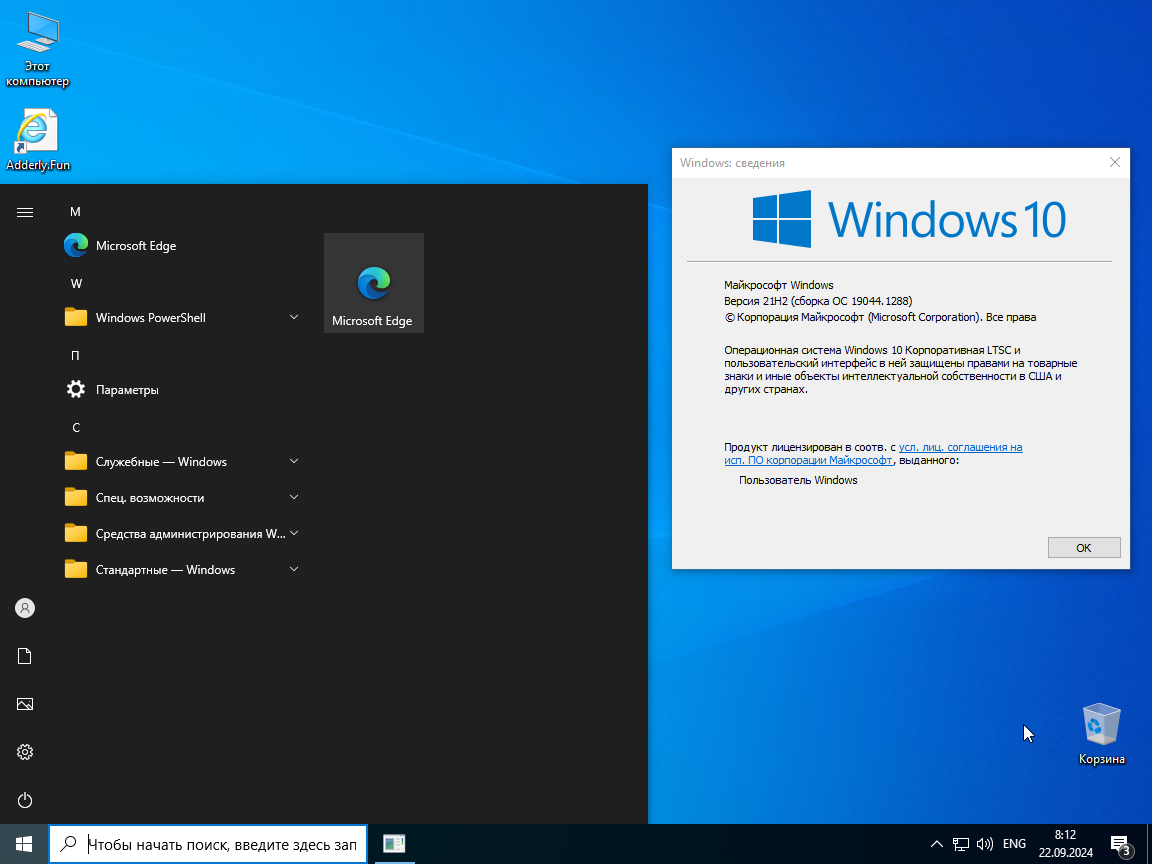 Этот
компьютер
Adderly.Fun
M
Microsoft Edge
W
Windows PowerShell
П
Параметры
С
Служебные — Windows
Спец. возможности
Средства администрирования W...
Стандартные — Windows
Microsoft Edge
Windows: сведения
Windows 10
Майкрософт Windows
Версия 21H2 (сборка ОС 19044.1288)
© Корпорация Майкрософт (Microsoft Corporation). Все права
Операционная система Windows 10 Корпоративная LTSC и
пользовательский интерфейс в ней защищены правами на товарные
знаки и иные объекты интеллектуальной собственности в США и
других странах.
Продукт лицензирован в соотв. с усл. лиц. соглашения на
исп. ПО корпорации Майкрософт, выданного:
Пользователь Windows
ОК
Корзина
Чтобы начать поиск, введите здесь зап
ENG
8:12
22.09.2024
3